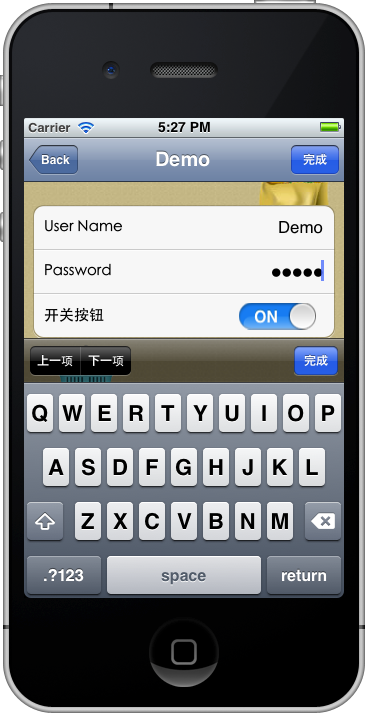 Carrier 5:27 PM
Back Demo 完成
User Name Demo
Password ●●●●●
开关按钮 ON
上一项 下一项 完成
Q W E R T Y U I O P
A S D F G H J K L
Z X C V B N M
.?123 space return